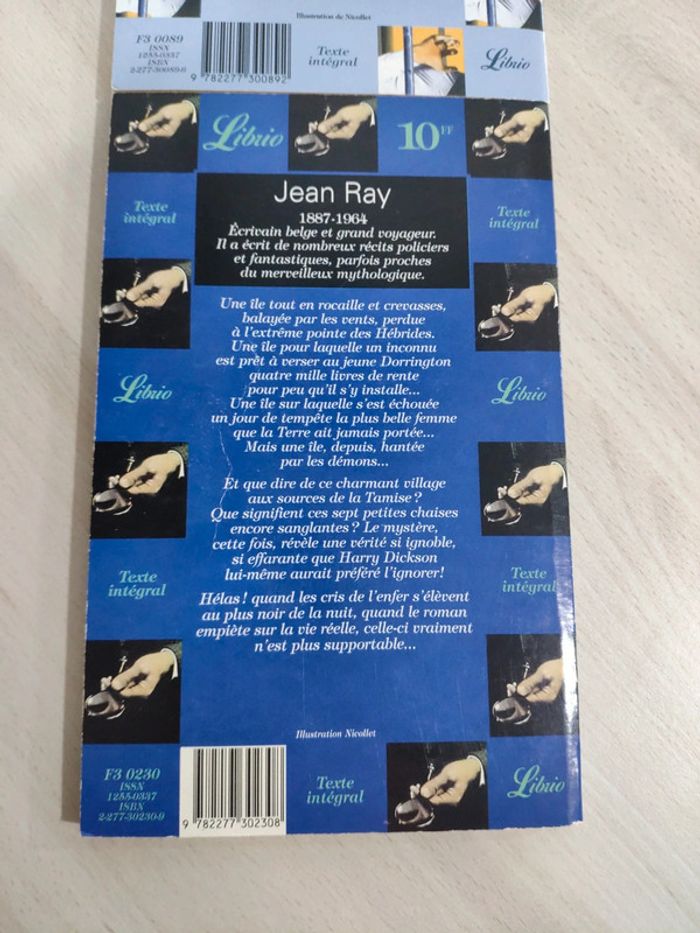 Illustration de Nicollet
F3 0089
ISSN
1255-0337
ISBN
2-277-30089-6
9 782277 300892
Texte
intégral
Librio
Librio
10 FF
Jean Ray
1887-1964
Écrivain belge et grand voyageur.
Il a écrit de nombreux récits policiers
et fantastiques, parfois proches
du merveilleux mythologique.
Texte
intégral
Texte
intégral
Une île tout en rocaille et crevasses,
balayée par les vents, perdue
à l'extrême pointe des Hébrides.
Une île pour laquelle un inconnu
est prêt à verser au jeune Dorrington
quatre mille livres de rente
pour peu qu'il s'y installe...
Une île sur laquelle s'est échouée
un jour de tempête la plus belle femme
que la Terre ait jamais portée...
Mais une île, depuis, hantée
par les démons...
Librio
Librio
Et que dire de ce charmant village
aux sources de la Tamise ?
Que signifient ces sept petites chaises
encore sanglantes ? Le mystère,
cette fois, révèle une vérité si ignoble,
si effarante que Harry Dickson
lui-même aurait préféré l'ignorer !
Texte
intégral
Texte
intégral
Hélas ! quand les cris de l'enfer s'élèvent
au plus noir de la nuit, quand le roman
empiète sur la vie réelle, celle-ci vraiment
n'est plus supportable...
Illustration Nicollet
F3 0230
ISSN
1255-0337
ISBN
2-277-30230-9
9 782277 302308
Texte
intégral
Librio